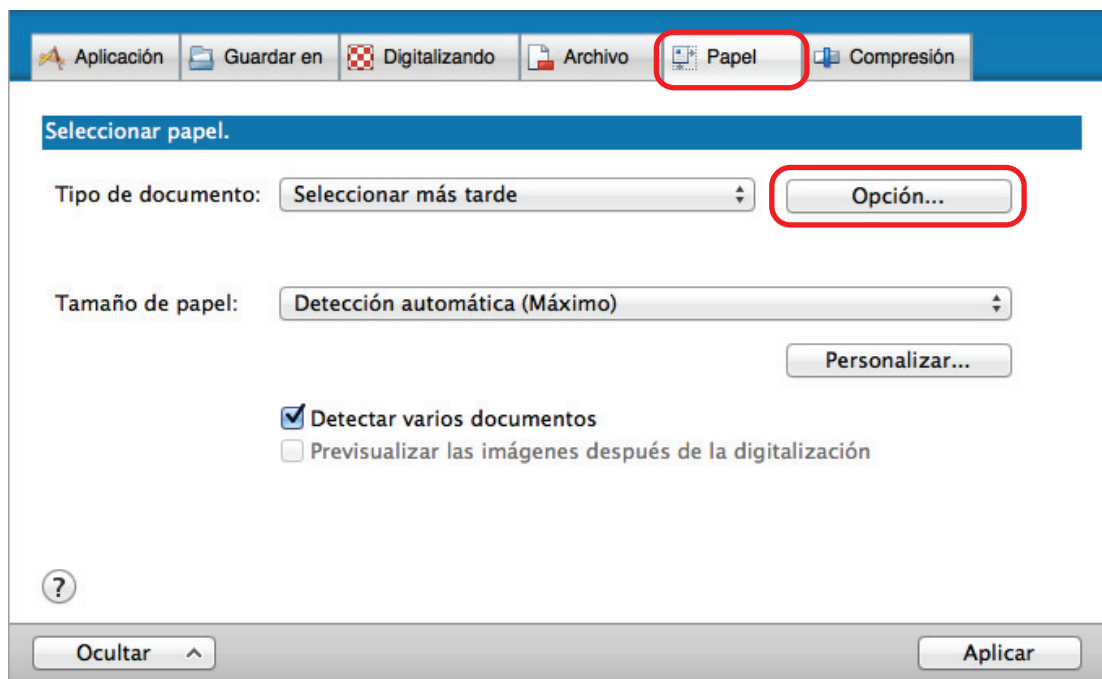 Aplicación Guardar en Digitalizando Archivo Papel Compresión
Seleccionar papel.
Tipo de documento: Seleccionar más tarde Opción...
Tamaño de papel: Detección automática (Máximo)
Personalizar...
Detectar varios documentos
Previsualizar las imágenes después de la digitalización
?
Ocultar Aplicar